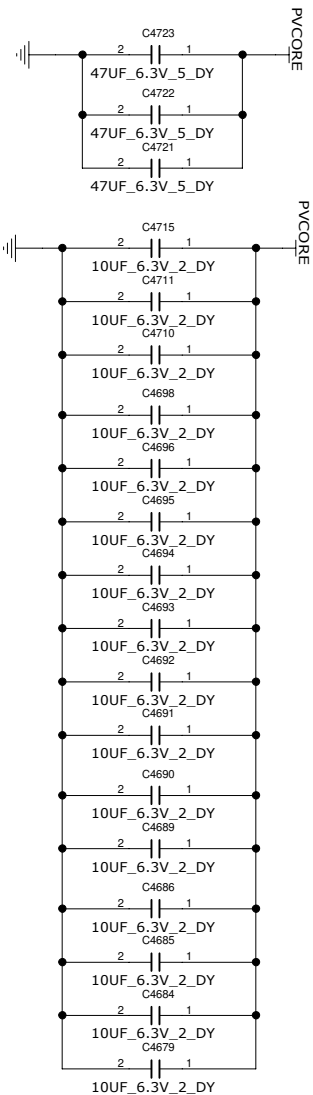 PVCORE
C4723
2 1
47UF_6.3V_5_DY
C4722
2 1
47UF_6.3V_5_DY
C4721
2 1
47UF_6.3V_5_DY
PVCORE
C4715
2 1
10UF_6.3V_2_DY
C4711
2 1
10UF_6.3V_2_DY
C4710
2 1
10UF_6.3V_2_DY
C4698
2 1
10UF_6.3V_2_DY
C4696
2 1
10UF_6.3V_2_DY
C4695
2 1
10UF_6.3V_2_DY
C4694
2 1
10UF_6.3V_2_DY
C4693
2 1
10UF_6.3V_2_DY
C4692
2 1
10UF_6.3V_2_DY
C4691
2 1
10UF_6.3V_2_DY
C4690
2 1
10UF_6.3V_2_DY
C4689
2 1
10UF_6.3V_2_DY
C4686
2 1
10UF_6.3V_2_DY
C4685
2 1
10UF_6.3V_2_DY
C4684
2 1
10UF_6.3V_2_DY
C4679
2 1
10UF_6.3V_2_DY